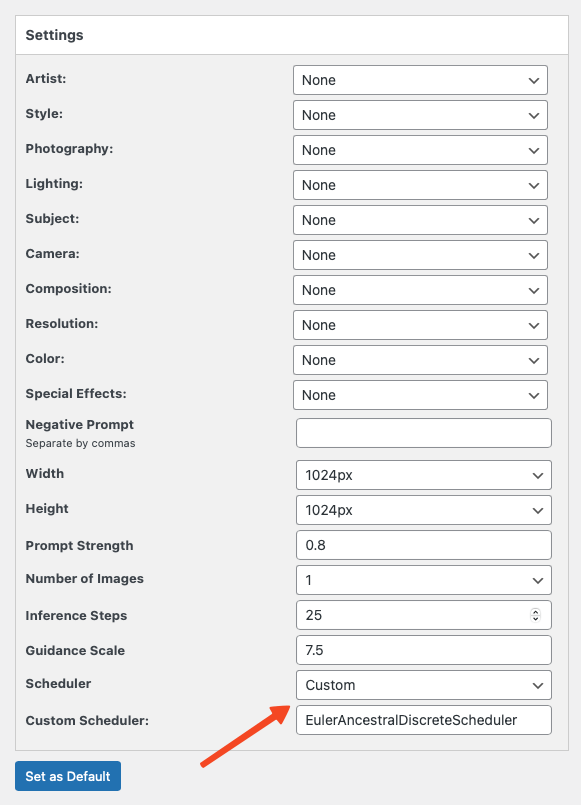 Settings
Artist: None
Style: None
Photography: None
Lighting: None
Subject: None
Camera: None
Composition: None
Resolution: None
Color: None
Special Effects: None
Negative Prompt
Separate by commas
Width 1024px
Height 1024px
Prompt Strength 0.8
Number of Images 1
Inference Steps 25
Guidance Scale 7.5
Scheduler Custom
Custom Scheduler: EulerAncestralDiscreteScheduler
Set as Default